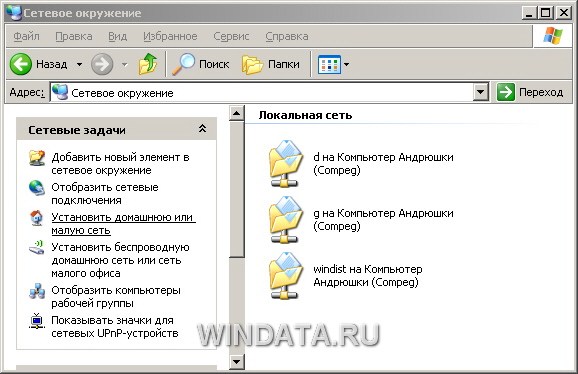 Сетевое окружение
Файл Правка Вид Избранное Сервис Справка
Назад Поиск Папки
Адрес: Сетевое окружение Переход
Сетевые задачи
Добавить новый элемент в
сетевое окружение
Отобразить сетевые
подключения
Установить домашнюю или
малую сеть
Установить беспроводную
домашнюю сеть или сеть
малого офиса
Отобразить компьютеры
рабочей группы
Показывать значки для
сетевых UPnP-устройств
Локальная сеть
d на Компьютер Андрюшки
(Compeg)
g на Компьютер Андрюшки
(Compeg)
windist на Компьютер
Андрюшки (Compeg)
WINDATA.RU